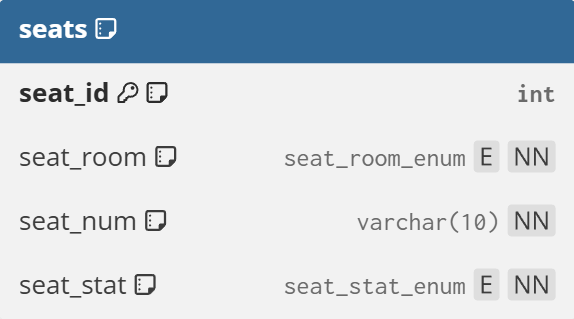 seats
seat_id int
seat_room seat_room_enum E NN
seat_num varchar(10) NN
seat_stat seat_stat_enum E NN